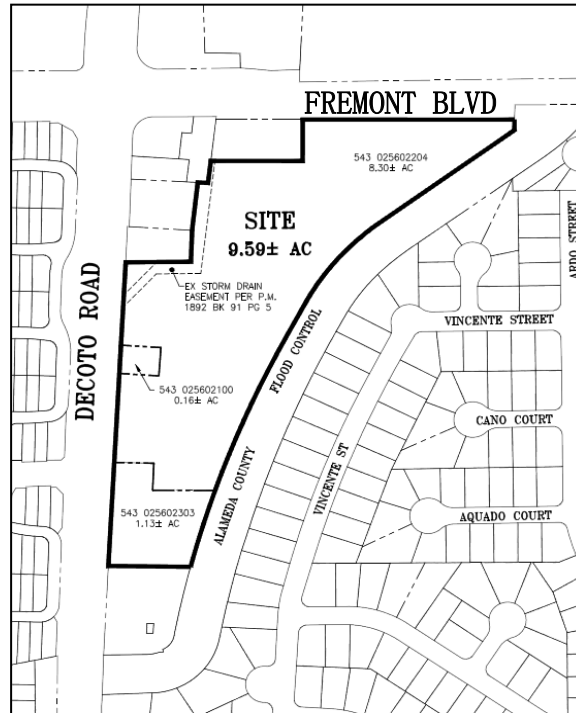 FREMONT BLVD
543 025602204
8.30± AC
SITE
9.59± AC
ARDO STREET
EX STORM DRAIN
EASEMENT PER P.M.
1892 BK 91 PG 5
DECOTO ROAD
FLOOD CONTROL
VINCENTE STREET
543 025602100
0.16± AC
CANO COURT
VINCENTE ST
ALAMEDA COUNTY
543 025602303
1.13± AC
AQUADO COURT